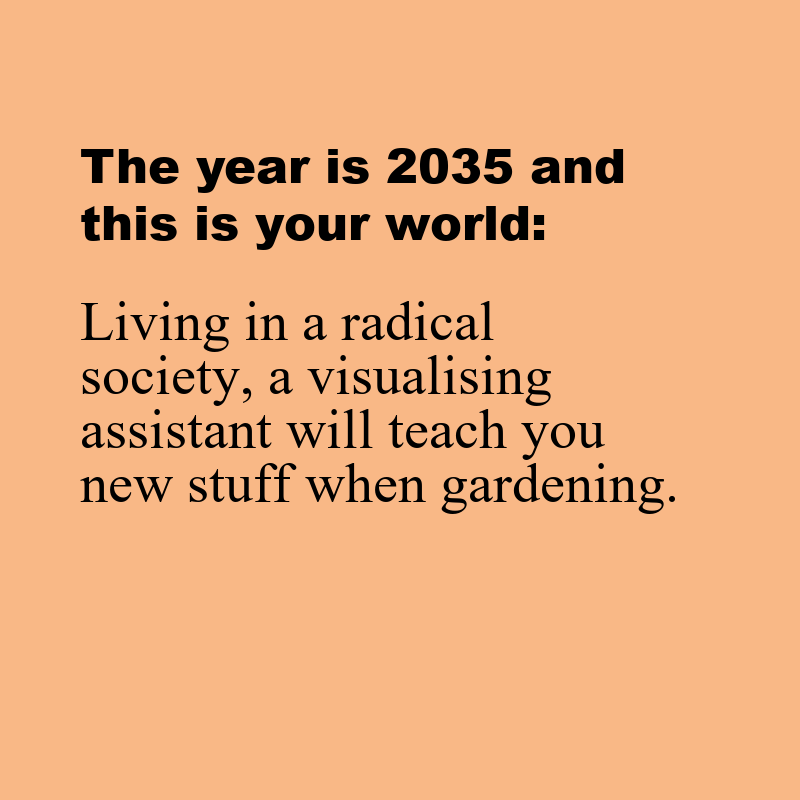 The year is 2035 and
this is your world:
Living in a radical
society, a visualising
assistant will teach you
new stuff when gardening.